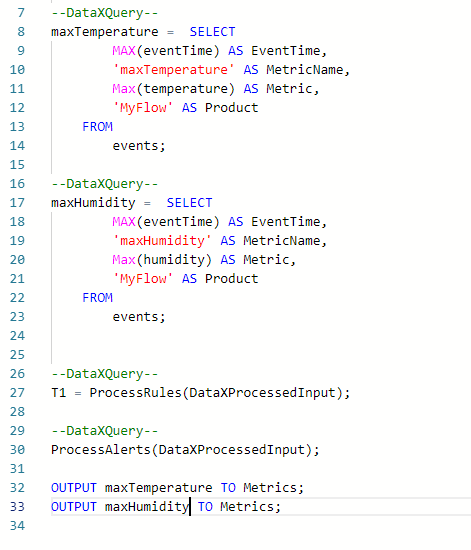 7 --DataXQuery--
8 maxTemperature =  SELECT
9         MAX(eventTime) AS EventTime,
10         'maxTemperature' AS MetricName,
11         Max(temperature) AS Metric,
12         'MyFlow' AS Product
13     FROM
14         events;
15
16 --DataXQuery--
17 maxHumidity =  SELECT
18         MAX(eventTime) AS EventTime,
19         'maxHumidity' AS MetricName,
20         Max(humidity) AS Metric,
21         'MyFlow' AS Product
22     FROM
23         events;
24
25
26 --DataXQuery--
27 T1 = ProcessRules(DataXProcessedInput);
28
29 --DataXQuery--
30 ProcessAlerts(DataXProcessedInput);
31
32 OUTPUT maxTemperature TO Metrics;
33 OUTPUT maxHumidity TO Metrics;
34